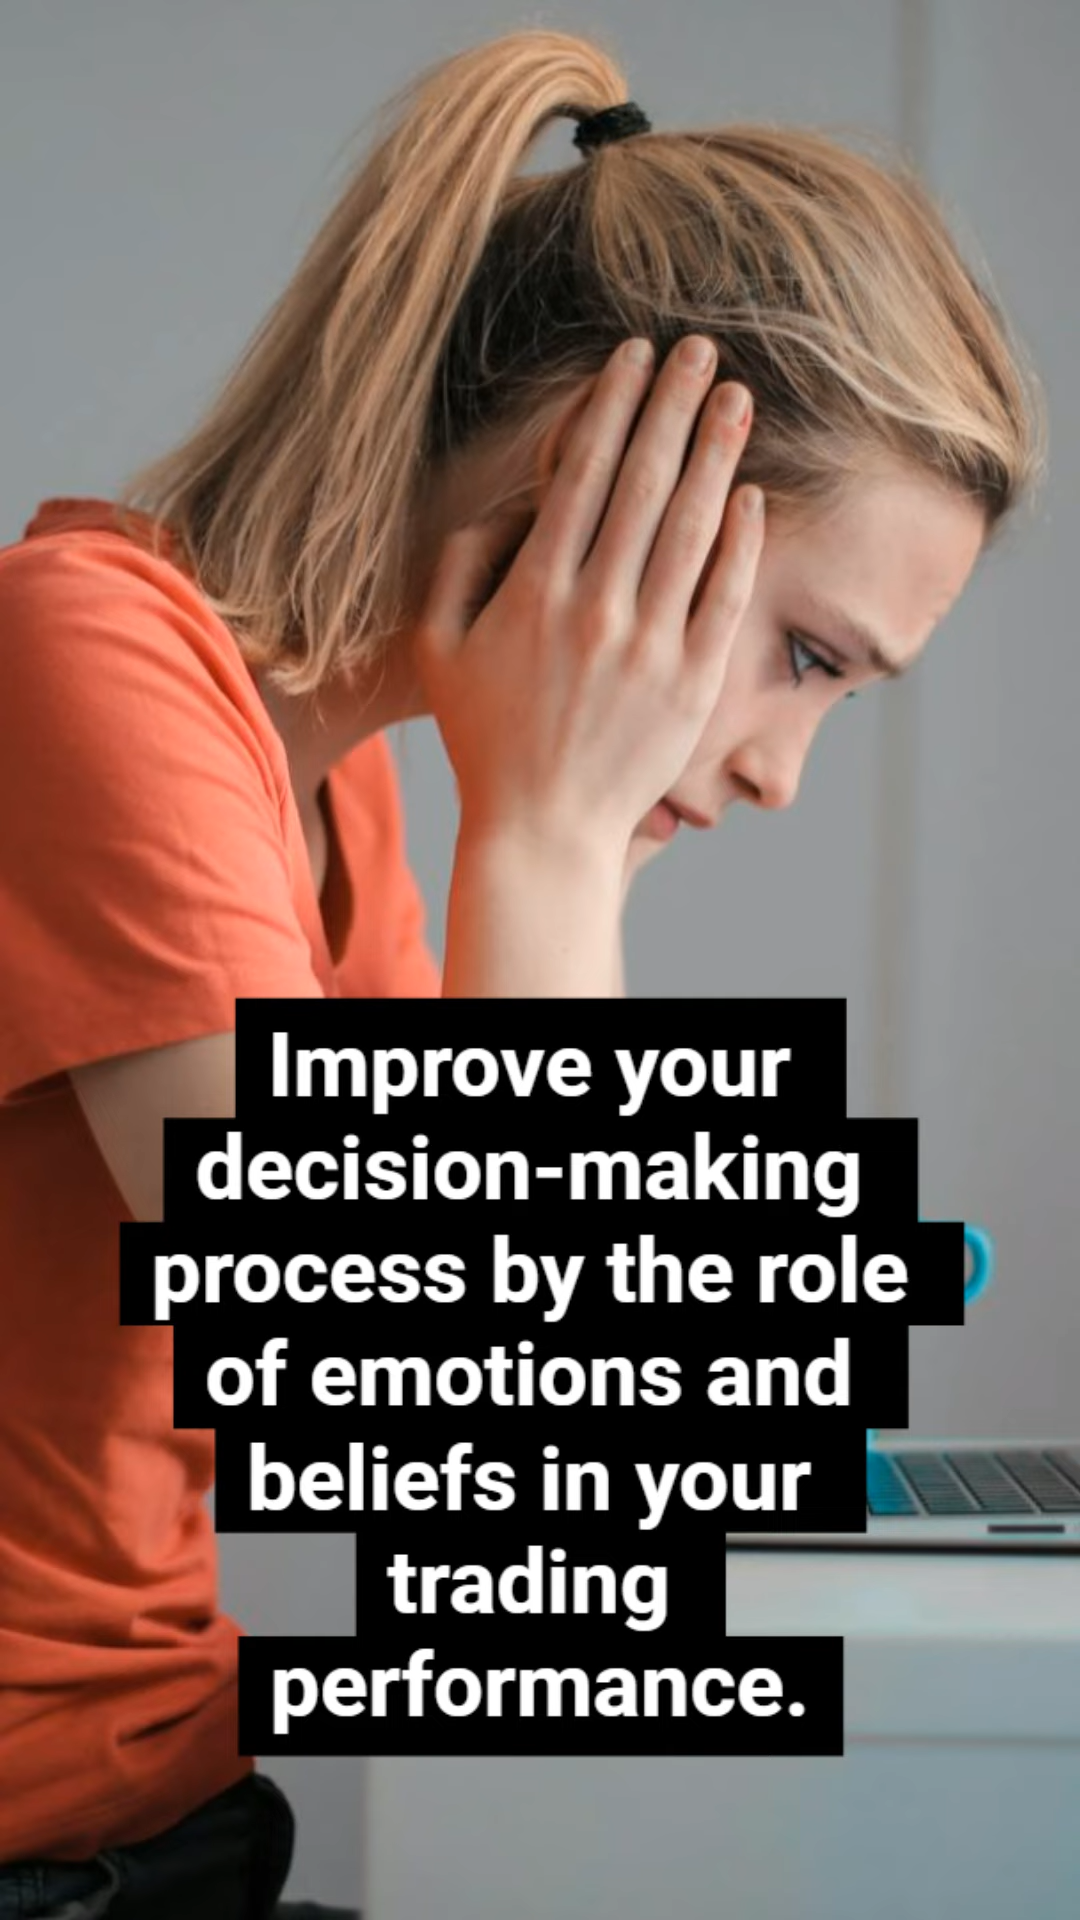 Improve your
decision-making
process by the role
of emotions and
beliefs in your
trading
performance.